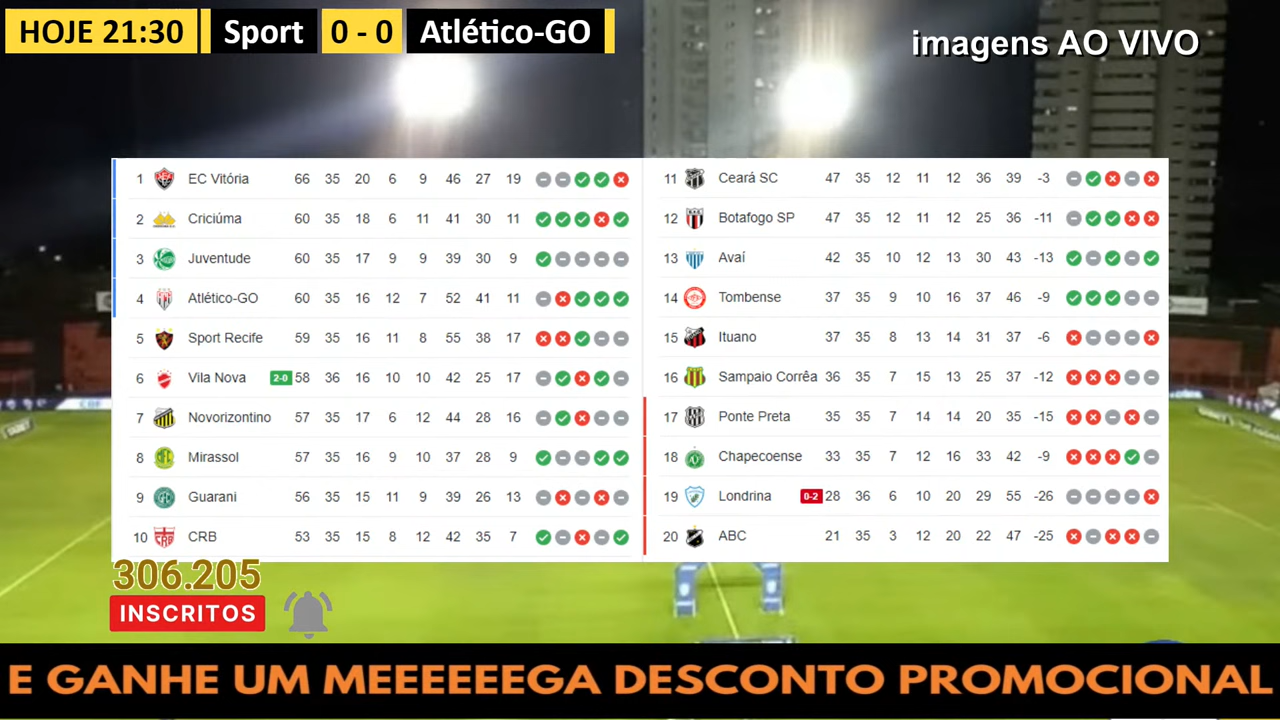 HOJE 21:30 Sport 0 - 0 Atlético-GO
imagens AO VIVO
1 EC Vitória 66 35 20 6 9 46 27 19
2 Criciúma 60 35 18 6 11 41 30 11
3 Juventude 60 35 17 9 9 39 30 9
4 Atlético-GO 60 35 16 12 7 52 41 11
5 Sport Recife 59 35 16 11 8 55 38 17
6 Vila Nova 2-0 58 36 16 10 10 42 25 17
7 Novorizontino 57 35 17 6 12 44 28 16
8 Mirassol 57 35 16 9 10 37 28 9
9 Guarani 56 35 15 11 9 39 26 13
10 CRB 53 35 15 8 12 42 35 7
11 Ceará SC 47 35 12 11 12 36 39 -3
12 Botafogo SP 47 35 12 11 12 25 36 -11
13 Avaí 42 35 10 12 13 30 43 -13
14 Tombense 37 35 9 10 16 37 46 -9
15 Ituano 37 35 8 13 14 31 37 -6
16 Sampaio Corrêa 36 35 7 15 13 25 37 -12
17 Ponte Preta 35 35 7 14 14 20 35 -15
18 Chapecoense 33 35 7 12 16 33 42 -9
19 Londrina 0-2 28 36 6 10 20 29 55 -26
20 ABC 21 35 3 12 20 22 47 -25
306.205
INSCRITOS
E GANHE UM MEEEEEEGA DESCONTO PROMOCIONAL